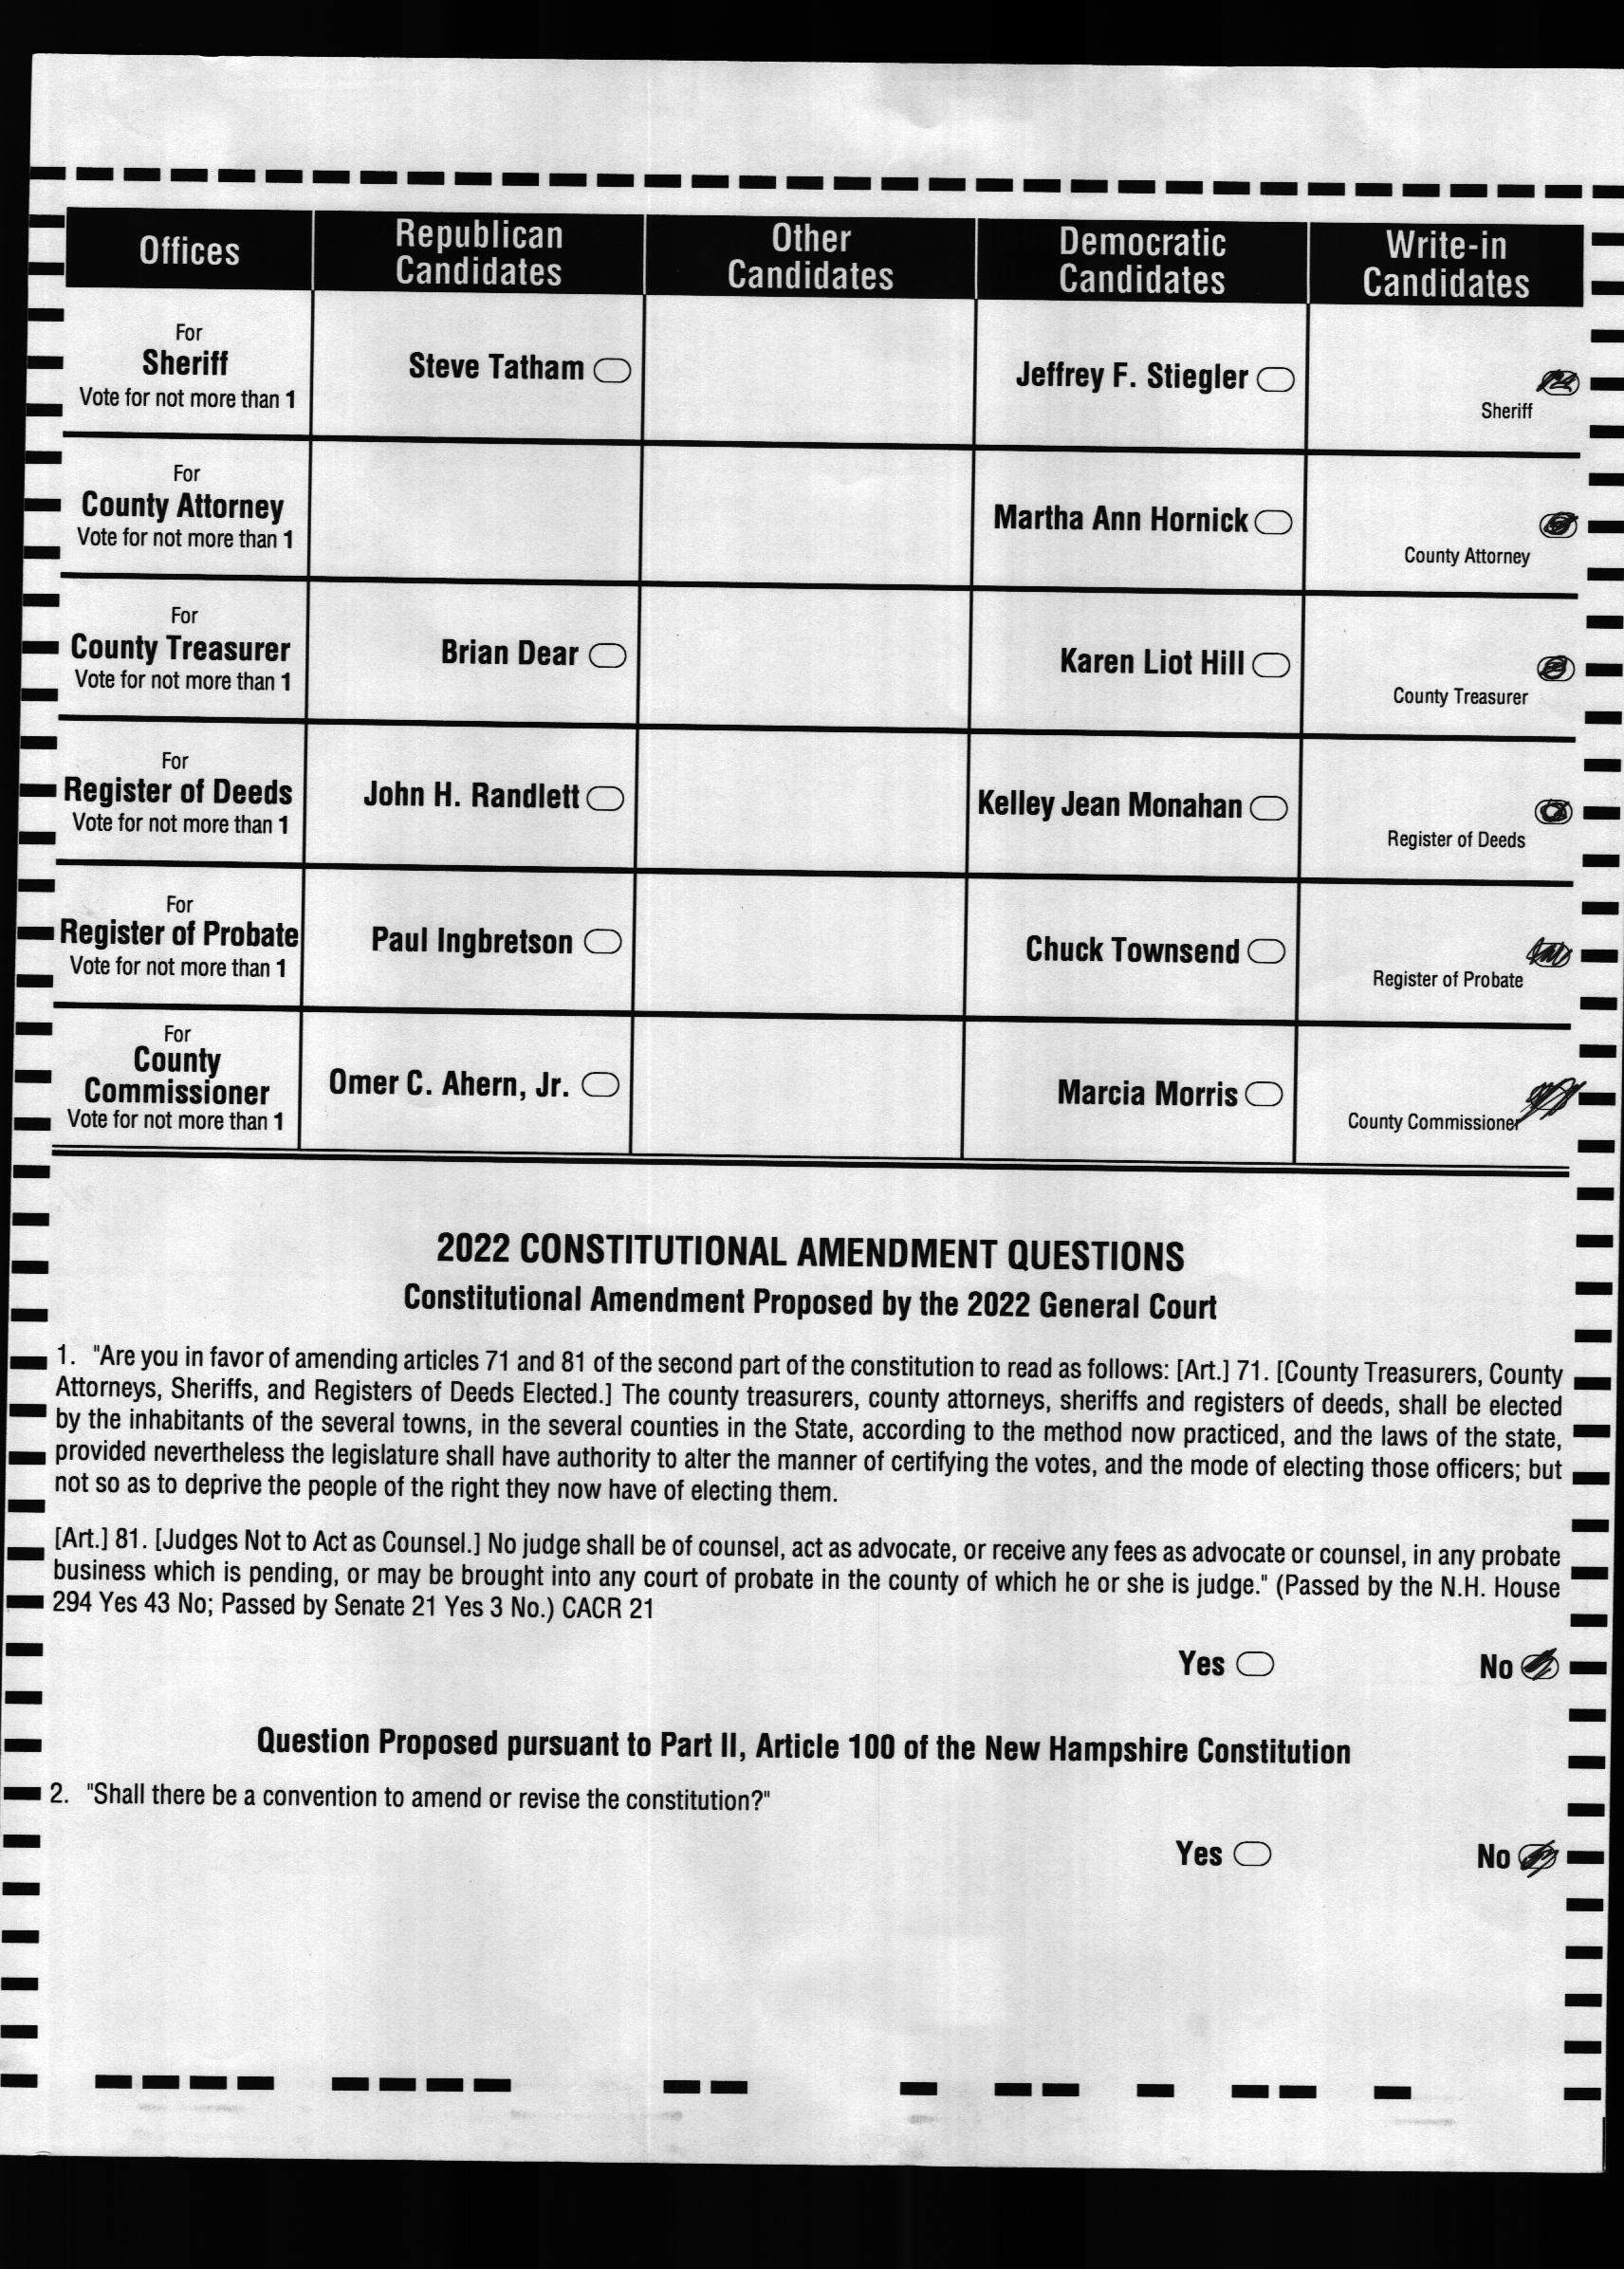 Offices
Republican Candidates
Other Candidates
Democratic Candidates
Write-in Candidates
For
Sheriff
Vote for not more than 1
Steve Tatham
Jeffrey F. Stiegler
Sheriff
For
County Attorney
Vote for not more than 1
Martha Ann Hornick
County Attorney
For
County Treasurer
Vote for not more than 1
Brian Dear
Karen Liot Hill
County Treasurer
For
Register of Deeds
Vote for not more than 1
John H. Randlett
Kelley Jean Monahan
Register of Deeds
For
Register of Probate
Vote for not more than 1
Paul Ingbretson
Chuck Townsend
Register of Probate
For
County
Commissioner
Vote for not more than 1
Omer C. Ahern, Jr.
Marcia Morris
County Commissioner
2022 CONSTITUTIONAL AMENDMENT QUESTIONS
Constitutional Amendment Proposed by the 2022 General Court
1. "Are you in favor of amending articles 71 and 81 of the second part of the constitution to read as follows: [Art.] 71. [County Treasurers, County
Attorneys, Sheriffs, and Registers of Deeds Elected.] The county treasurers, county attorneys, sheriffs and registers of deeds, shall be elected
by the inhabitants of the several towns, in the several counties in the State, according to the method now practiced, and the laws of the state,
provided nevertheless the legislature shall have authority to alter the manner of certifying the votes, and the mode of electing those officers; but
not so as to deprive the people of the right they now have of electing them.
[Art.] 81. [Judges Not to Act as Counsel.] No judge shall be of counsel, act as advocate, or receive any fees as advocate or counsel, in any probate
business which is pending, or may be brought into any court of probate in the county of which he or she is judge." (Passed by the N.H. House
294 Yes 43 No; Passed by Senate 21 Yes 3 No.) CACR 21
Yes No
Question Proposed pursuant to Part II, Article 100 of the New Hampshire Constitution
2. "Shall there be a convention to amend or revise the constitution?"
Yes No